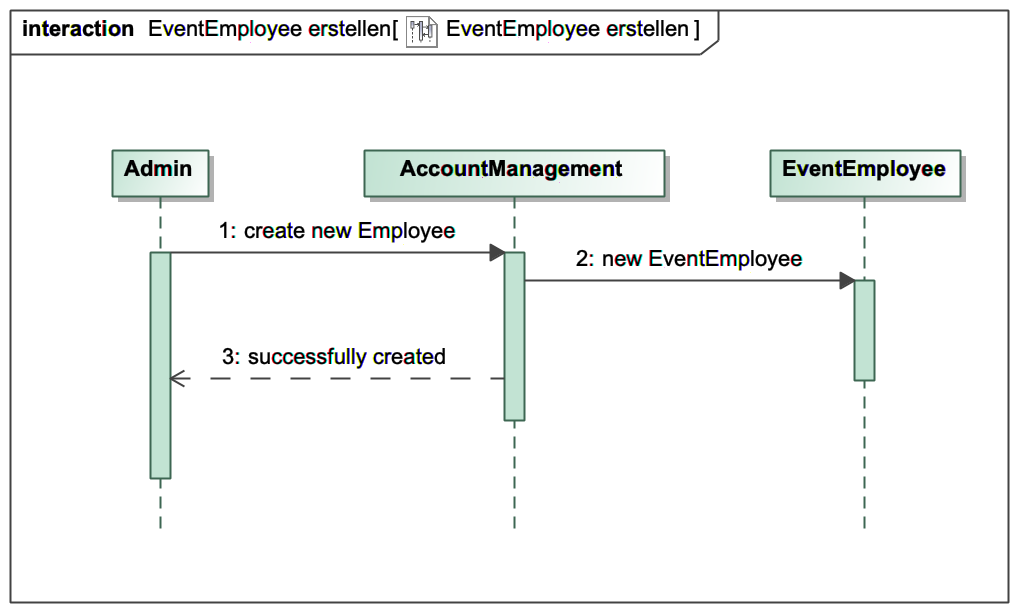 interaction EventEmployee erstellen[ EventEmployee erstellen ]
Admin
AccountManagement
EventEmployee
1: create new Employee
2: new EventEmployee
3: successfully created